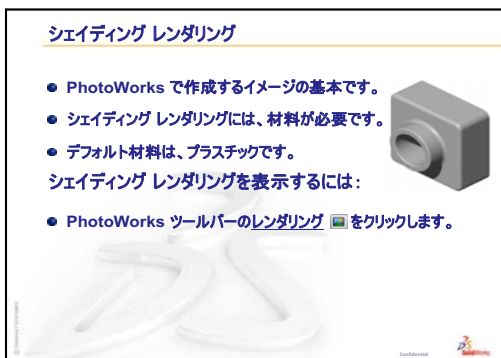 シェイディング レンダリング
PhotoWorks で作成するイメージの基本です。
シェイディング レンダリングには、材料が必要です。
デフォルト材料は、プラスチックです。
シェイディング レンダリングを表示するには：
PhotoWorks ツールバーのレンダリング をクリックします。
Confidential
SolidWorks